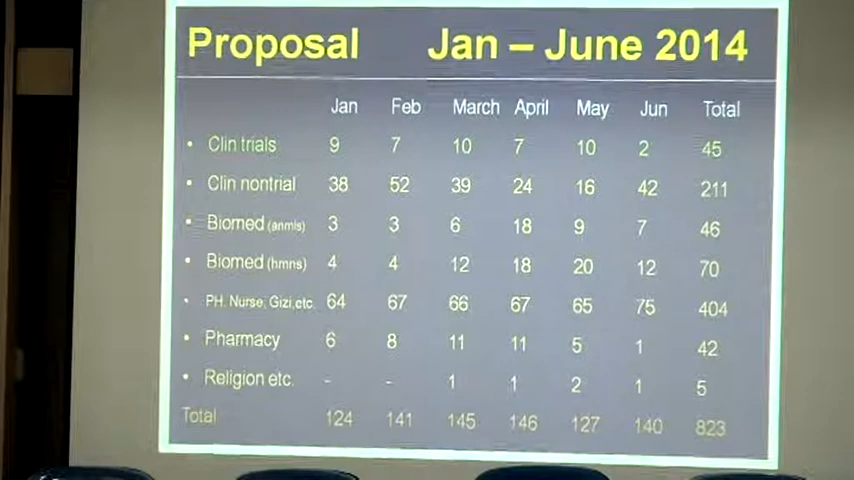 Proposal Jan – June 2014
Jan Feb March April May Jun Total
• Clin trials 9 7 10 7 10 2 45
• Clin nontrial 38 52 39 24 16 42 211
• Biomed (anmls) 3 3 6 18 9 7 46
• Biomed (hmns) 4 4 12 18 20 12 70
• PH. Nurse, Gizi,etc. 64 67 66 67 65 75 404
• Pharmacy 6 8 11 11 5 1 42
• Religion etc. - - 1 1 2 1 5
Total 124 141 145 146 127 140 823